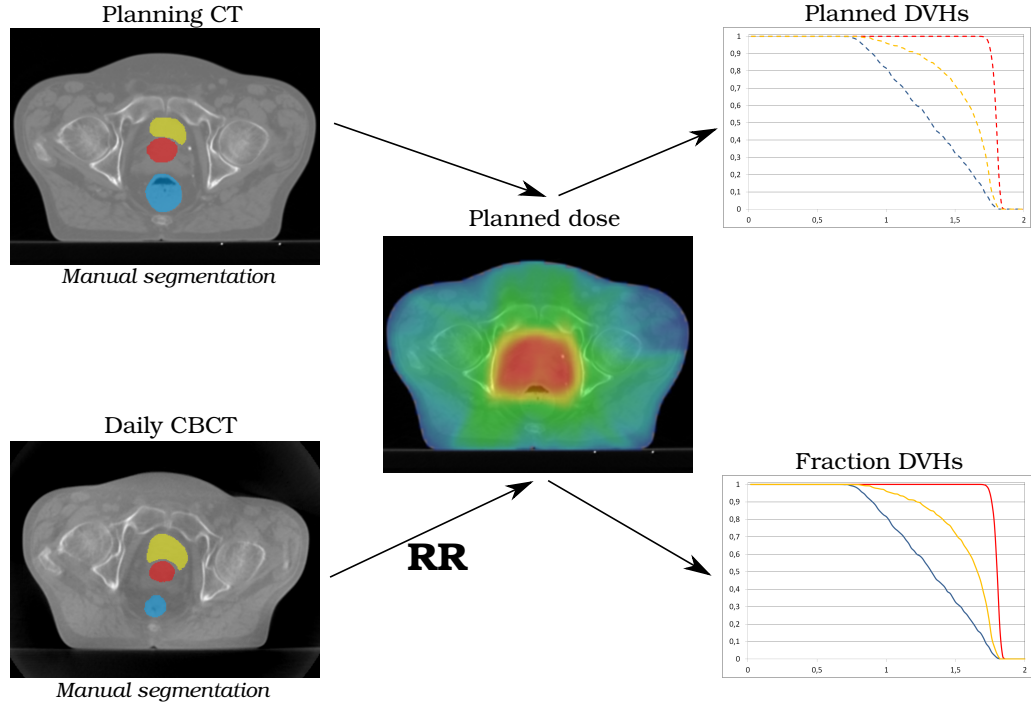 Planning CT
Manual segmentation
Planned DVHs
1
0,9
0,8
0,7
0,6
0,5
0,4
0,3
0,2
0,1
0
0 0,5 1 1,5 2
Planned dose
Daily CBCT
Manual segmentation
RR
Fraction DVHs
1
0,9
0,8
0,7
0,6
0,5
0,4
0,3
0,2
0,1
0
0 0,5 1 1,5 2